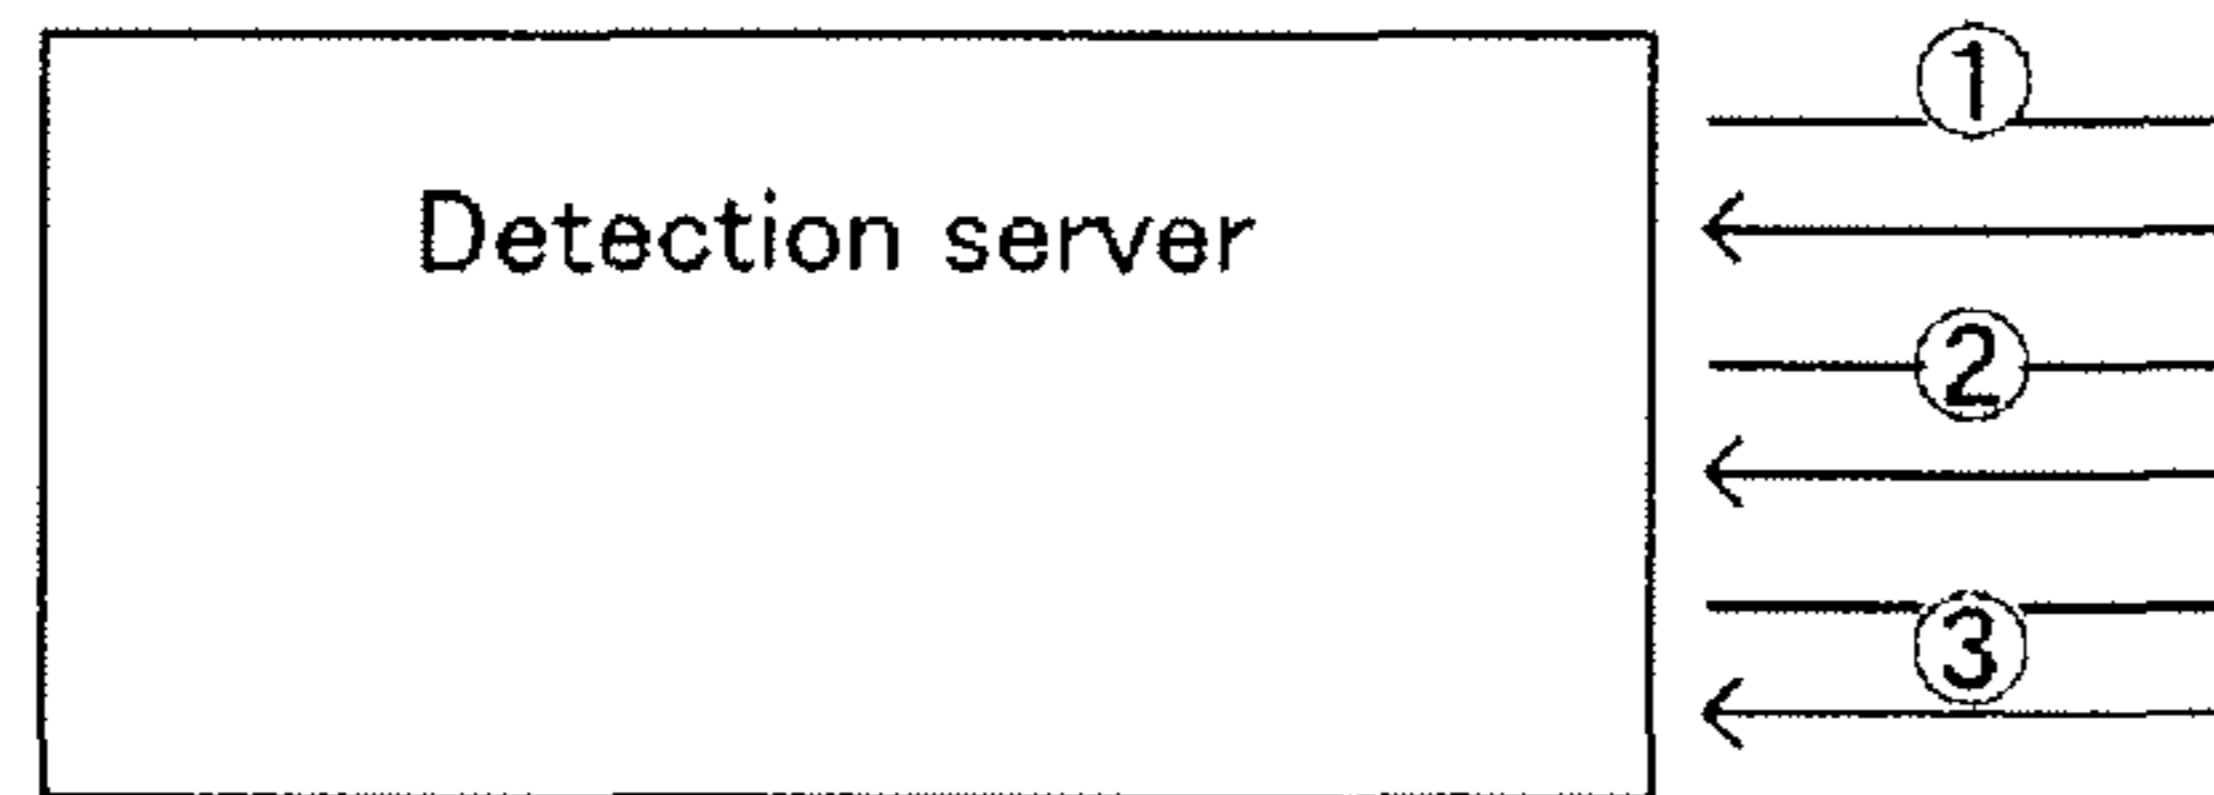 ①
Detection server
②
③